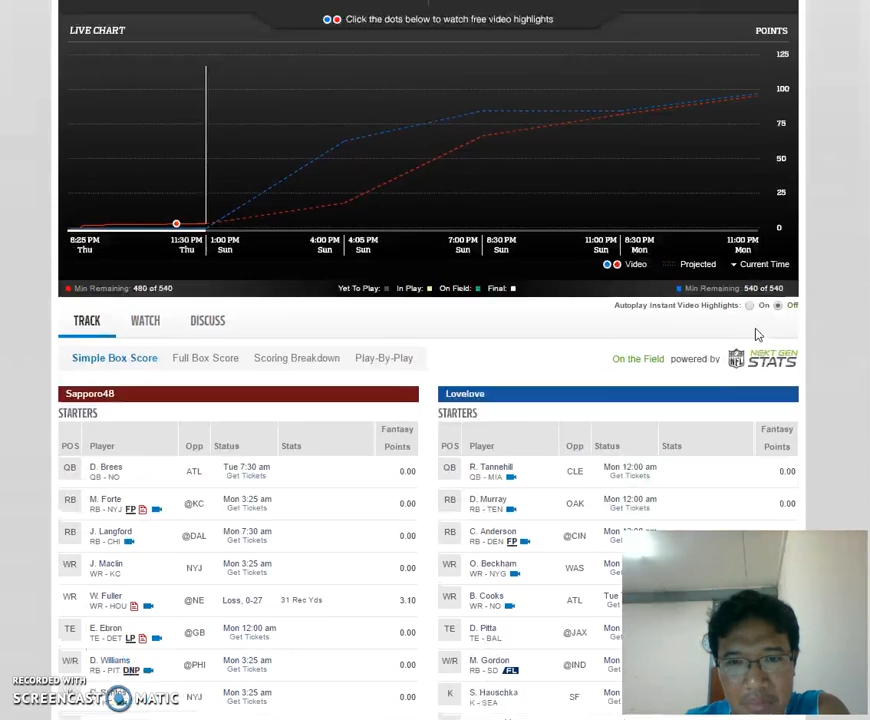 Click the dots below to watch free video highlights
LIVE CHART
POINTS
125
100
75
50
25
0
8:25 PM 11:30 PM 1:00 PM 4:00 PM 4:05 PM 7:00 PM 8:30 PM 11:00 PM 8:30 PM 11:00 PM
Thu Thu Sun Sun Sun Sun Sun Sun Mon Mon
Video Projected Current Time
Min Remaining: 480 of 540 Yet To Play: In Play: On Field: Final: Min Remaining: 540 of 540
Autoplay Instant Video Highlights: On Off
TRACK WATCH DISCUSS
Simple Box Score Full Box Score Scoring Breakdown Play-By-Play
On the Field powered by NFL NEXT GEN STATS
Sapporo48
STARTERS
POS Player Opp Status Stats Fantasy Points
QB D. Brees ATL Tue 7:30 am 0.00
QB - NO Get Tickets
RB M. Forte @KC Mon 3:25 am 0.00
RB - NYJ FP Get Tickets
RB J. Langford @DAL Mon 7:30 am 0.00
RB - CHI Get Tickets
WR J. Maclin NYJ Mon 3:25 am 0.00
WR - KC Get Tickets
WR W. Fuller @NE Loss, 0-27 31 Rec Yds 3.10
WR - HOU
TE E. Ebron @GB Mon 12:00 am 0.00
TE - DET LP Get Tickets
W/R D. Williams @PHI Mon 3:25 am 0.00
RB - PIT DNP Get Tickets
NYJ Mon 3:25 am 0.00
Get Tickets
Lovelove
STARTERS
POS Player Opp Status Stats Fantasy Points
QB R. Tannehill CLE Mon 12:00 am 0.00
QB - MIA Get Tickets
RB D. Murray OAK Mon 12:00 am 0.00
RB - TEN Get Tickets
RB C. Anderson @CIN Mon
RB - DEN FP Get
WR O. Beckham WAS Mon
WR - NYG Get
WR B. Cooks ATL Tue
WR - NO Get
TE D. Pitta @JAX Mon
TE - BAL Get
W/R M. Gordon @IND Mon
RB - SD Get
K S. Hauschka SF Mon
K - SEA Get
RECORDED WITH
SCREENCAST MATIC